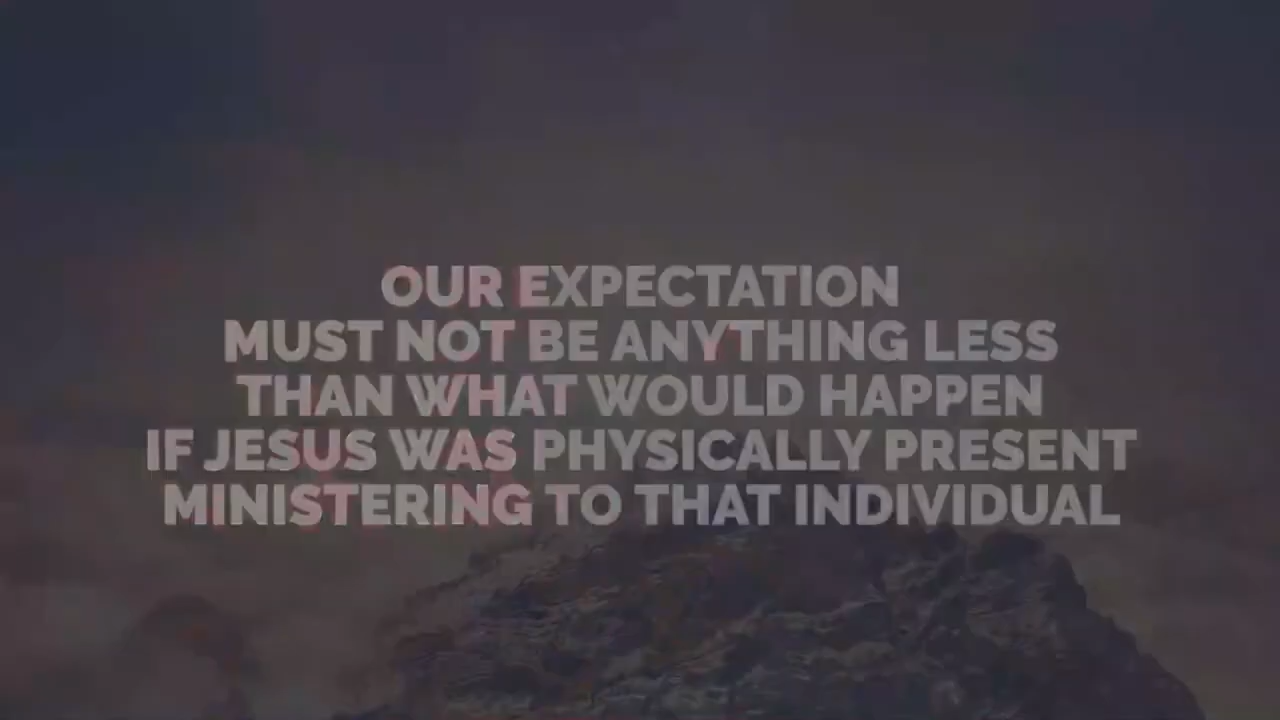 OUR EXPECTATION
MUST NOT BE ANYTHING LESS
THAN WHAT WOULD HAPPEN
IF JESUS WAS PHYSICALLY PRESENT
MINISTERING TO THAT INDIVIDUAL